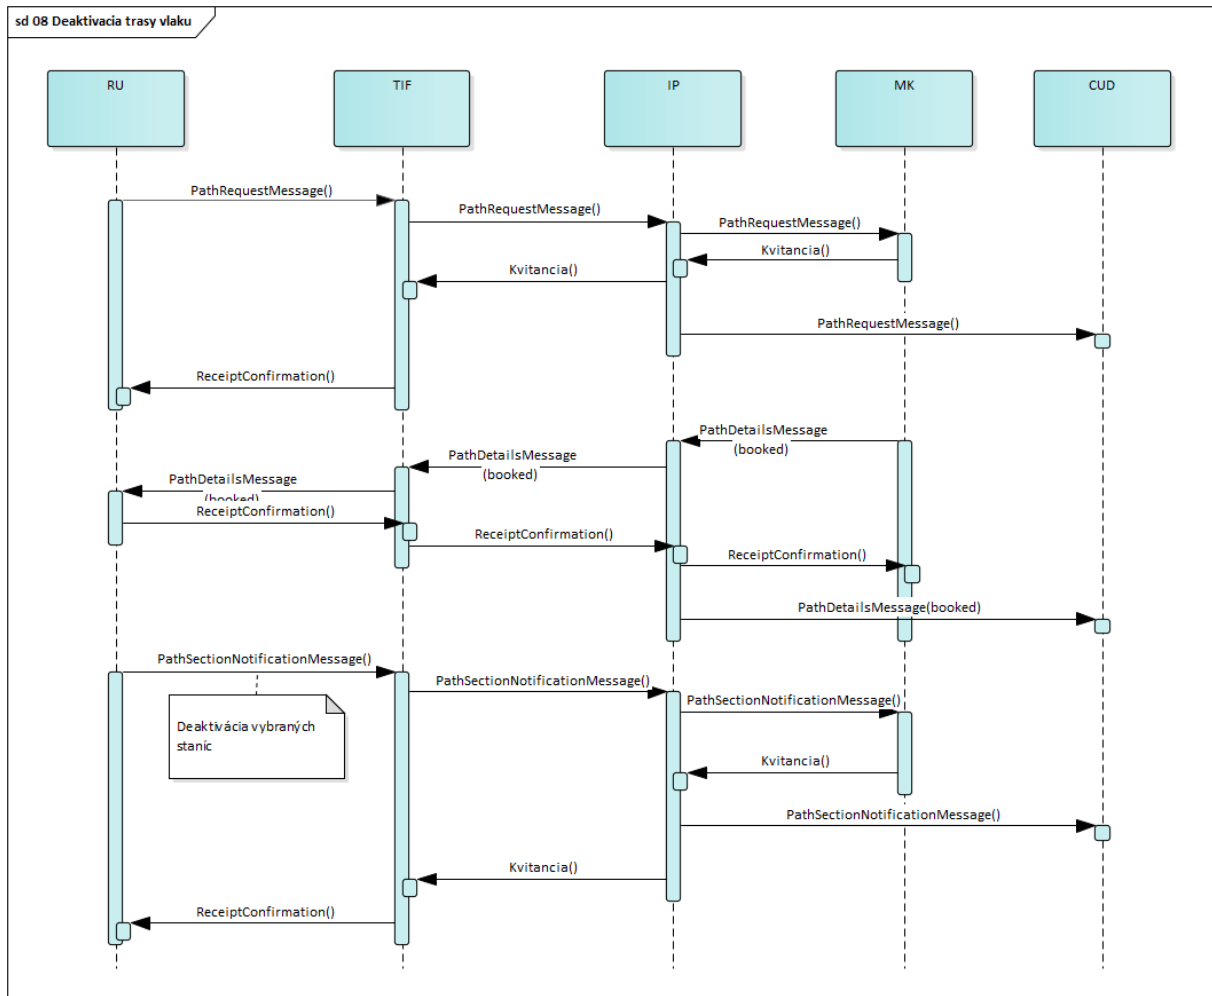 sd 08 Deaktivacia trasy vlaku
RU
TIF
IP
MK
CUD
PathRequestMessage()
PathRequestMessage()
PathRequestMessage()
Kvitancia()
Kvitancia()
PathRequestMessage()
ReceiptConfirmation()
PathDetailsMessage
(booked)
PathDetailsMessage
(booked)
PathDetailsMessage
(booked)
ReceiptConfirmation()
ReceiptConfirmation()
ReceiptConfirmation()
PathDetailsMessage(booked)
PathSectionNotificationMessage()
PathSectionNotificationMessage()
PathSectionNotificationMessage()
Deaktivácia vybraných
staníc
Kvitancia()
PathSectionNotificationMessage()
Kvitancia()
ReceiptConfirmation()